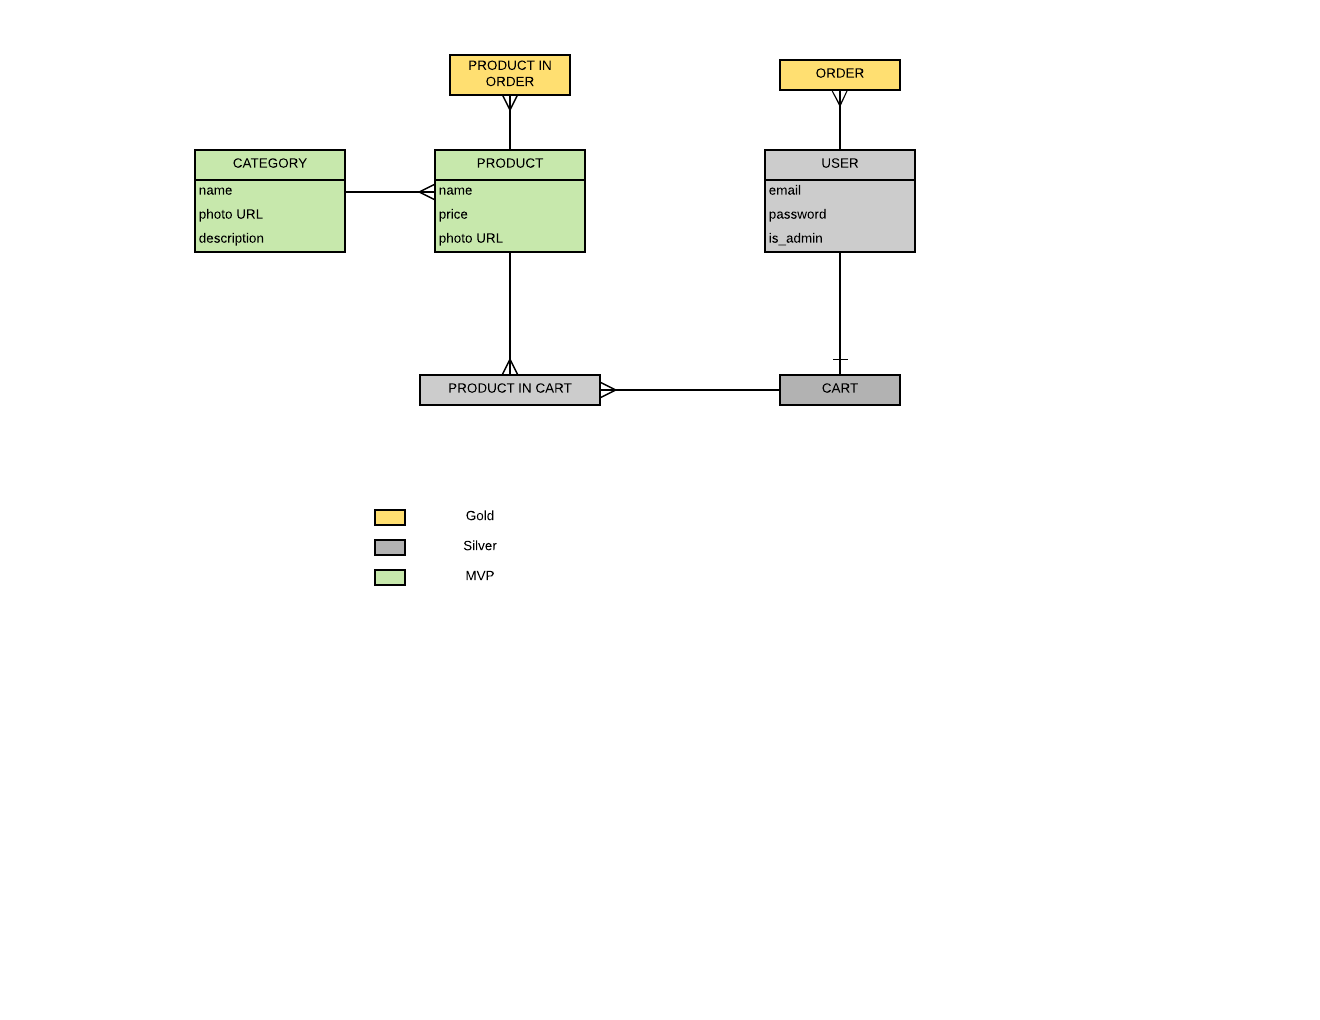 PRODUCT IN
ORDER
ORDER
CATEGORY
name
photo URL
description
PRODUCT
name
price
photo URL
USER
email
password
is_admin
PRODUCT IN CART
CART
Gold
Silver
MVP